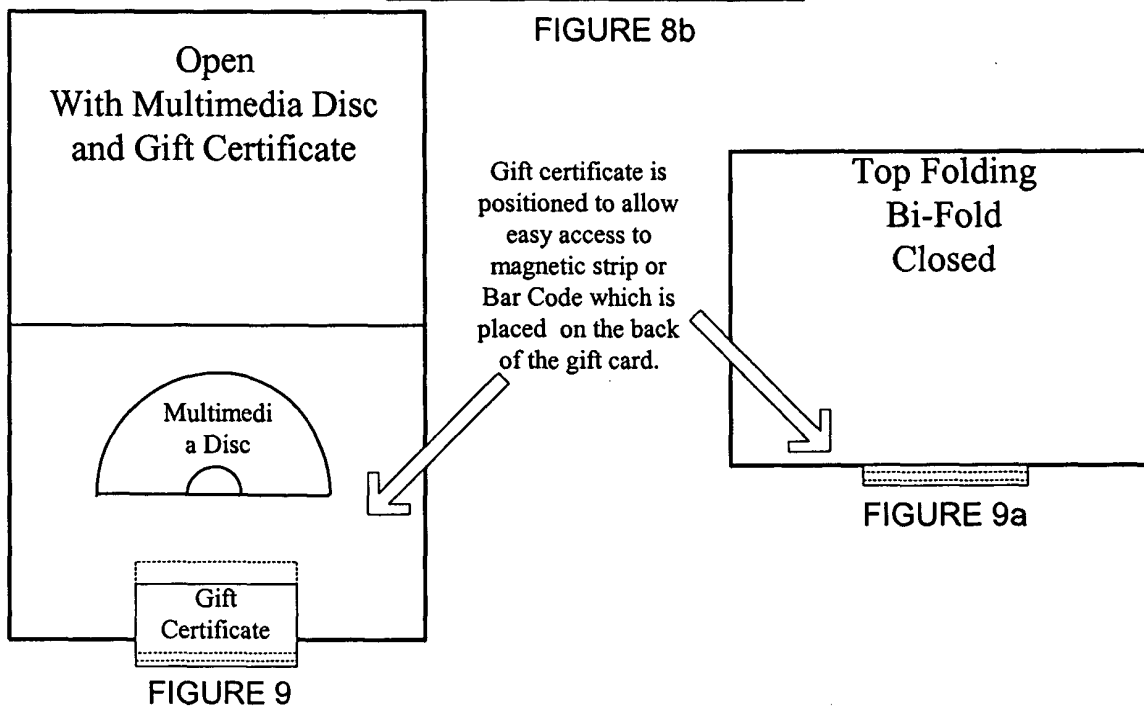 FIGURE 8b
Open
With Multimedia Disc
and Gift Certificate
Gift certificate is
positioned to allow
easy access to
magnetic strip or
Bar Code which is
placed on the back
of the gift card.
Top Folding
Bi-Fold
Closed
Multimedi
a Disc
Gift
Certificate
FIGURE 9
FIGURE 9a